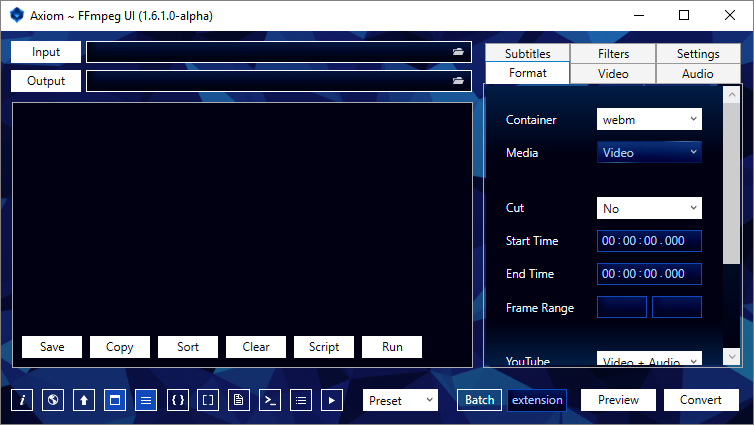 Axiom ~ FFmpeg UI (1.6.1.0-alpha)
Input
Output
Subtitles Filters Settings
Format Video Audio
Container webm
Media Video
Cut No
Start Time 00:00:00.000
End Time 00:00:00.000
Frame Range
YouTube Video + Audio
Save Copy Sort Clear Script Run
i { } [ ] >_ Preset Batch extension Preview Convert